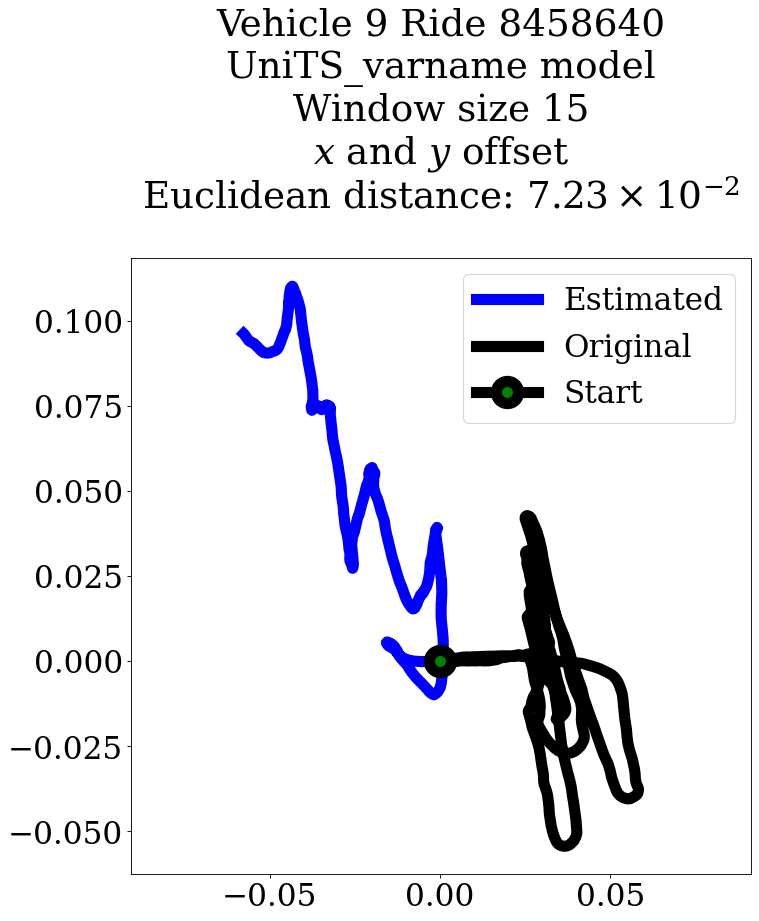 Vehicle 9 Ride 8458640
UniTS_varname model
Window size 15
x and y offset
Euclidean distance: 7.23 × 10⁻²
Estimated
Original
Start
0.100
0.075
0.050
0.025
0.000
−0.025
−0.050
−0.05 0.00 0.05